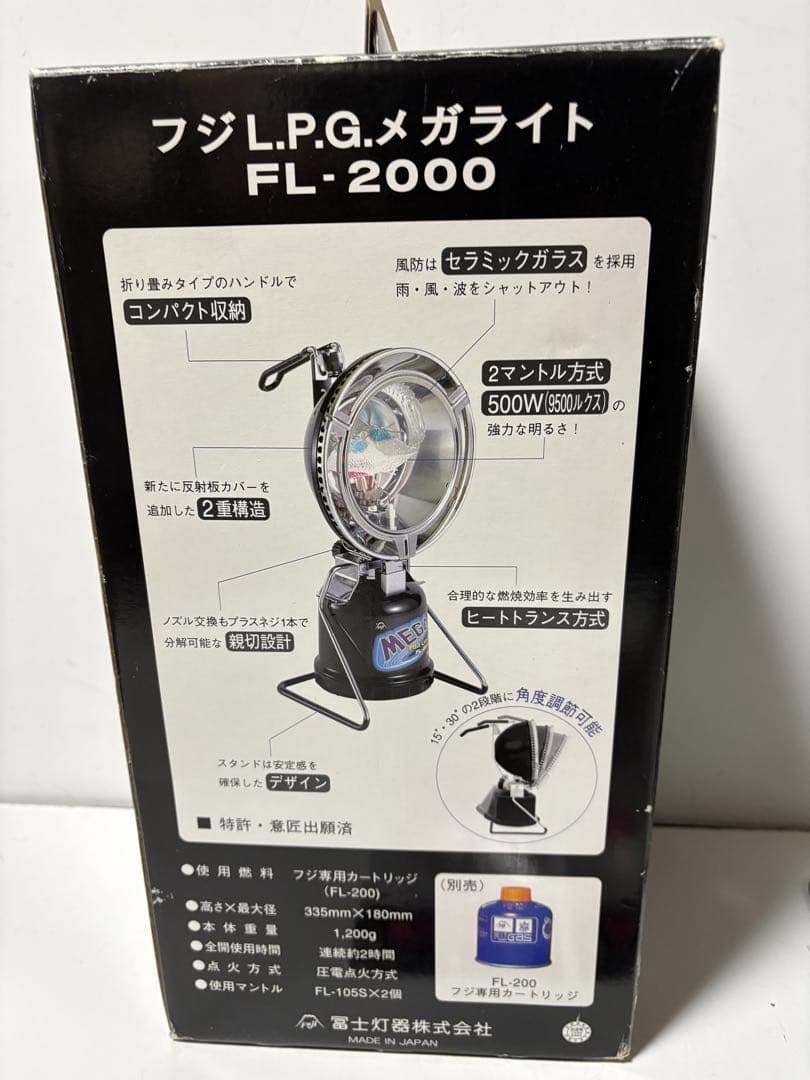 フジL.P.G.メガライト
FL-2000
折り畳みタイプのハンドルで
コンパクト収納
風防は セラミックガラス を採用
雨・風・波をシャットアウト！
2マントル方式
500W(9500ルクス)の
強力な明るさ！
新たに反射板カバーを
追加した 2重構造
ノズル交換もプラスネジ1本で
分解可能な 親切設計
合理的な燃焼効率を生み出す
ヒートトランス方式
MEGA
スタンドは安定感を
確保した デザイン
15°・30°の2段階に角度調節可能
■ 特許・意匠出願済
●使用燃料 フジ専用カートリッジ
(FL-200)
●高さ×最大径 335mm×180mm
●本体重量 1,200g
●全開使用時間 連続約2時間
●点火方式 圧電点火方式
●使用マントル FL-105S×2個
(別売)
Gas
FL-200
フジ専用カートリッジ
Fuji 冨士灯器株式会社
MADE IN JAPAN